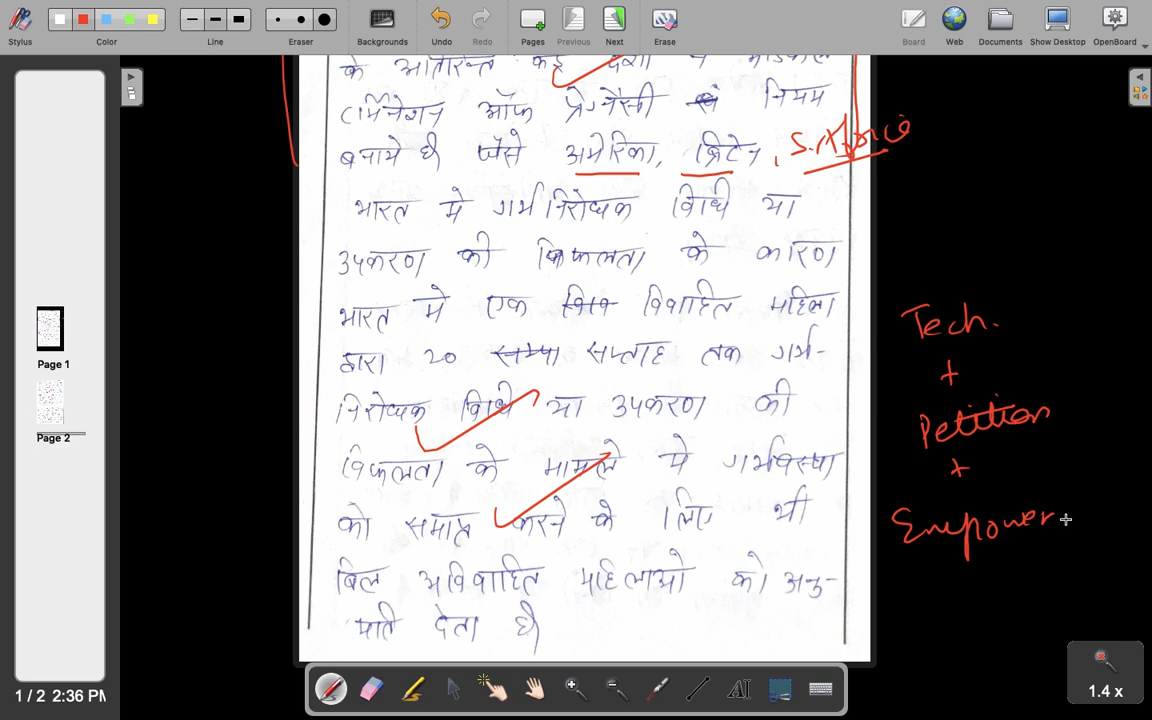 Stylus
Color
Line
Eraser
Backgrounds
Undo
Redo
Pages
Previous
Next
Erase
Board
Web
Documents
Show Desktop
OpenBoard
Page 1
Page 2
1 / 2 2:36 PM
के अतिरिक्त कई देशो ने मेडिकल
टर्मिनेशन ऑफ प्रेग्नैंसी नियम
बनाये है जैसे अमेरिका, ब्रिटेन, S. Africa
भारत मे गर्भनिरोधक विधि या
उपकरण की विफलता के कारण
भारत मे एक विवाहित महिला
द्वारा 20 सप्ताह तक गर्भ-
निरोधक विधि या उपकरण की
विफलता के मामले मे गर्भावस्था
को समाप्त करने के लिए भी
बिल अविवाहित महिलाओ को अनु-
मति देता है
Tech.
+
Petition
+
Empower
1.4 x